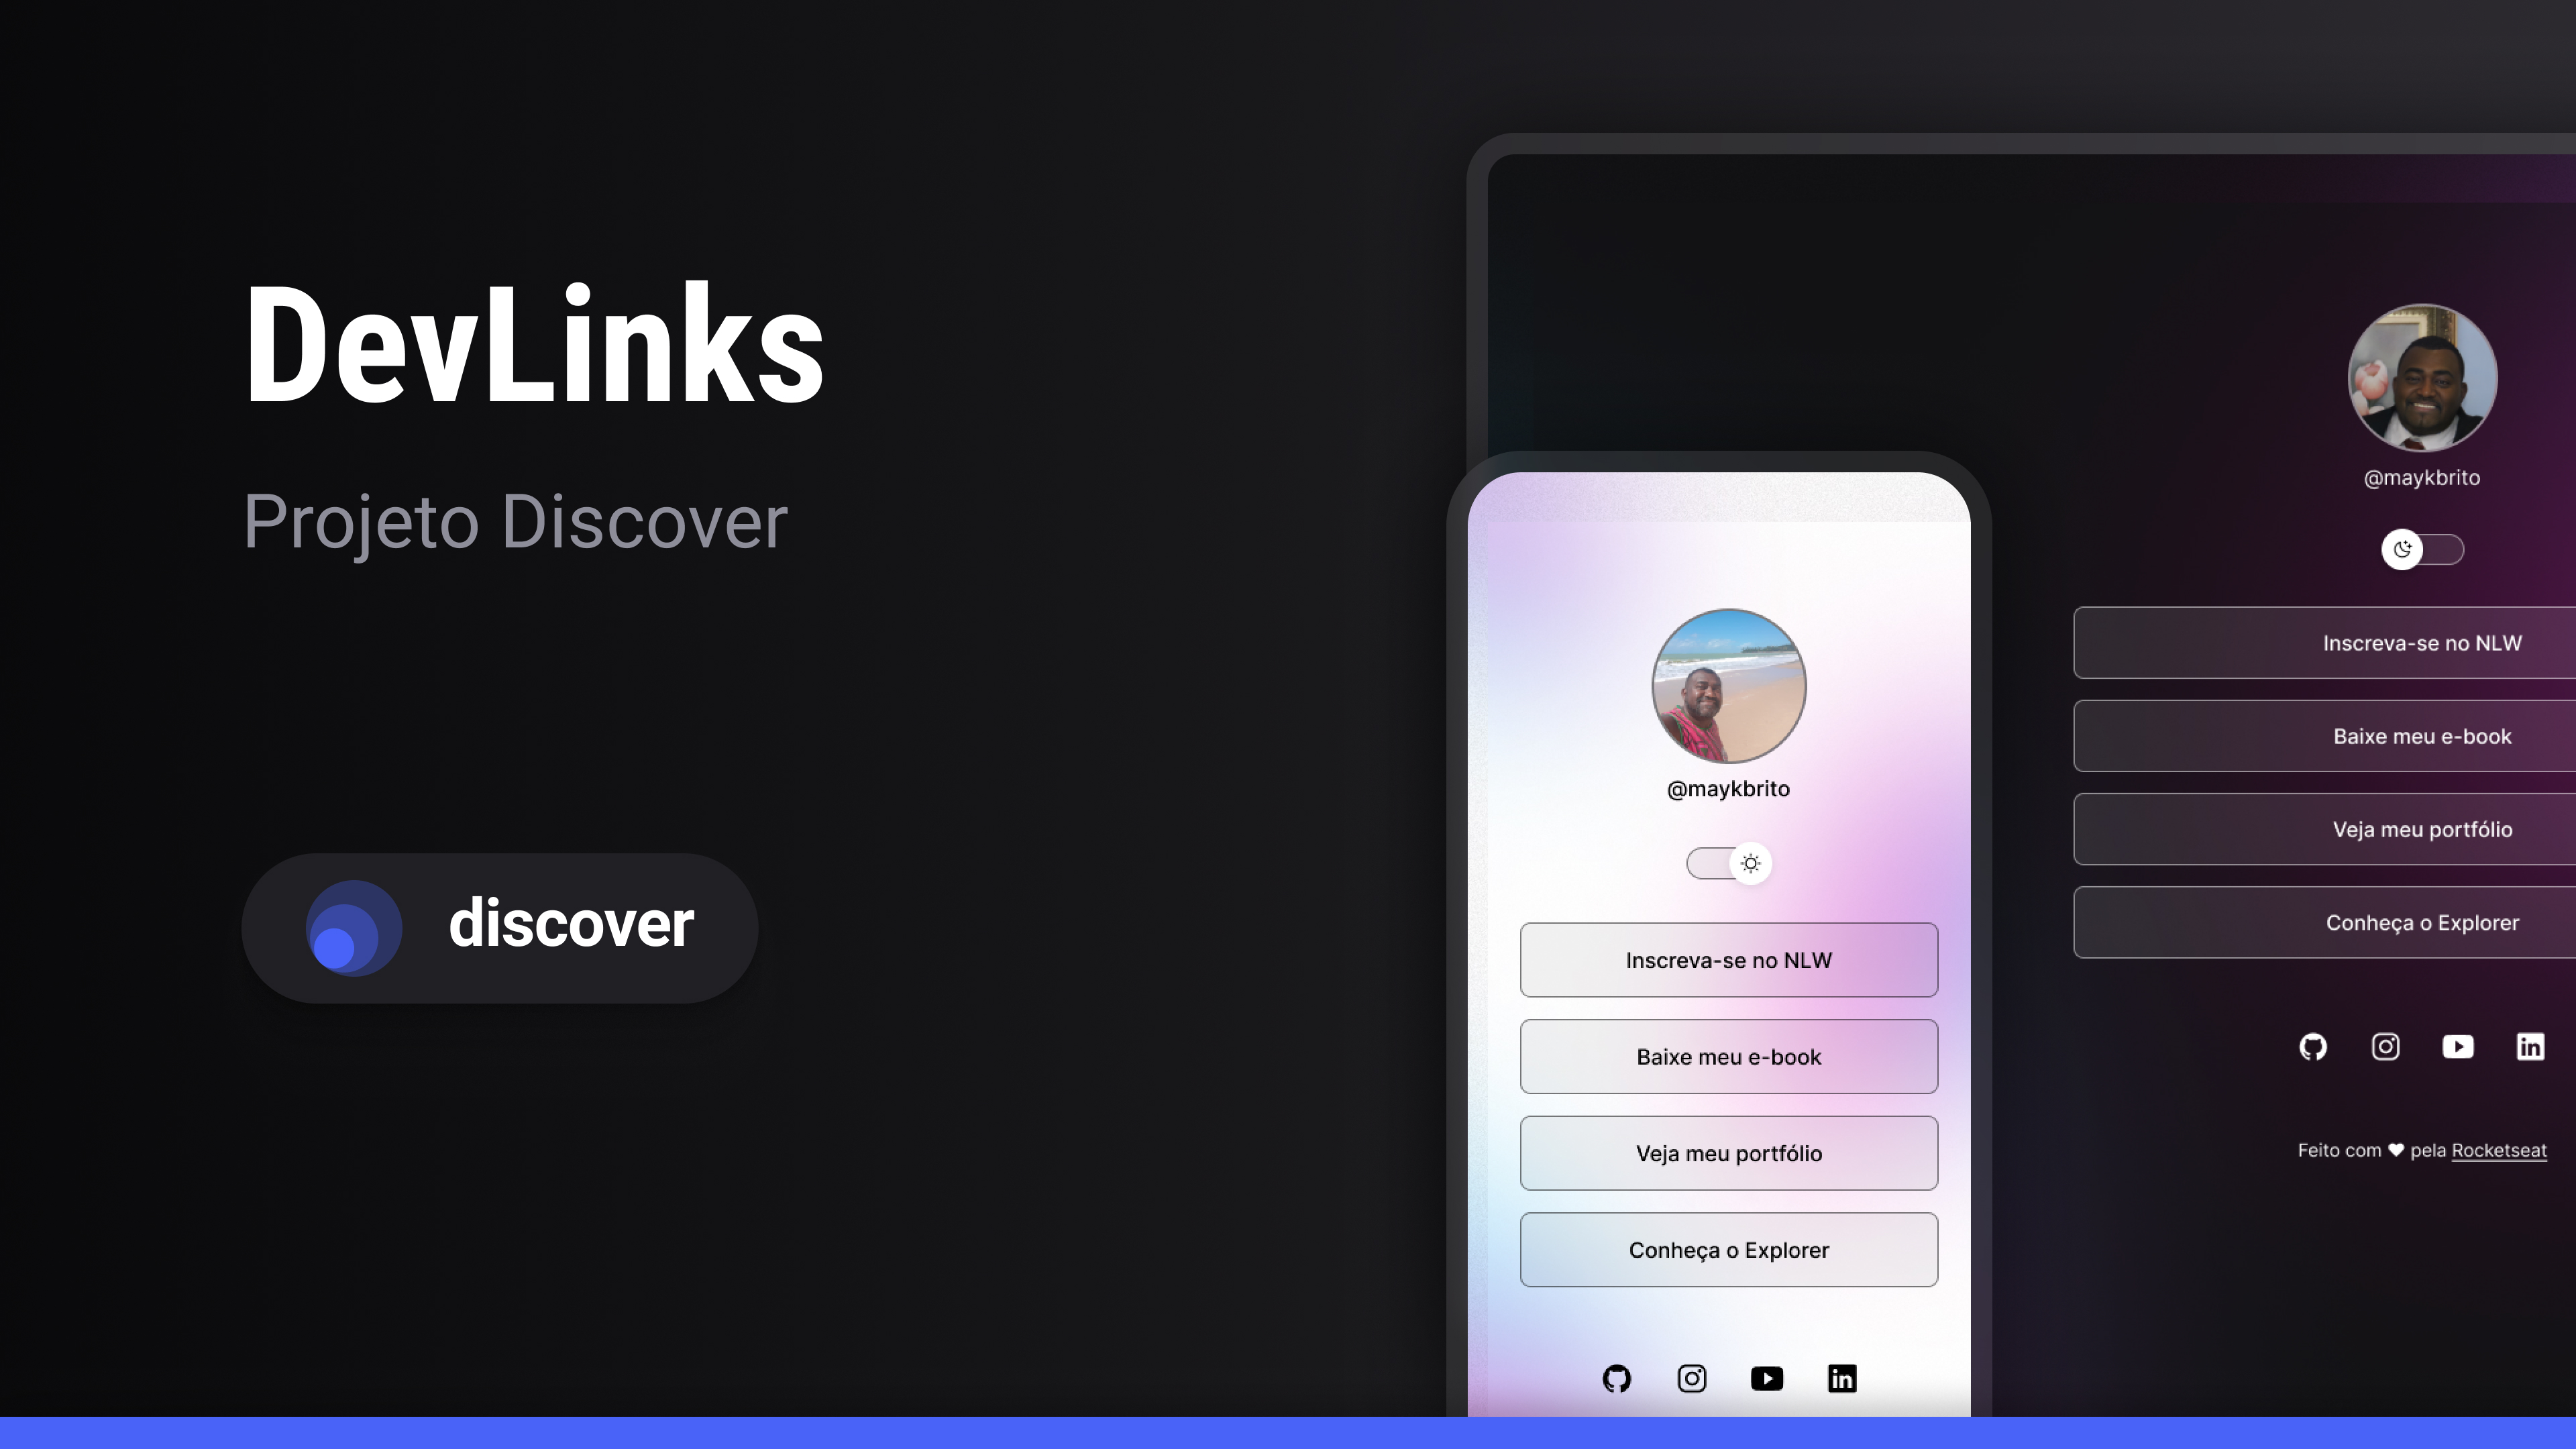 DevLinks
Projeto Discover
discover
@maykbrito
Inscreva-se no NLW
Baixe meu e-book
Veja meu portfólio
Conheça o Explorer
@maykbrito
Inscreva-se no NLW
Baixe meu e-book
Veja meu portfólio
Conheça o Explorer
Feito com ♥ pela Rocketseat